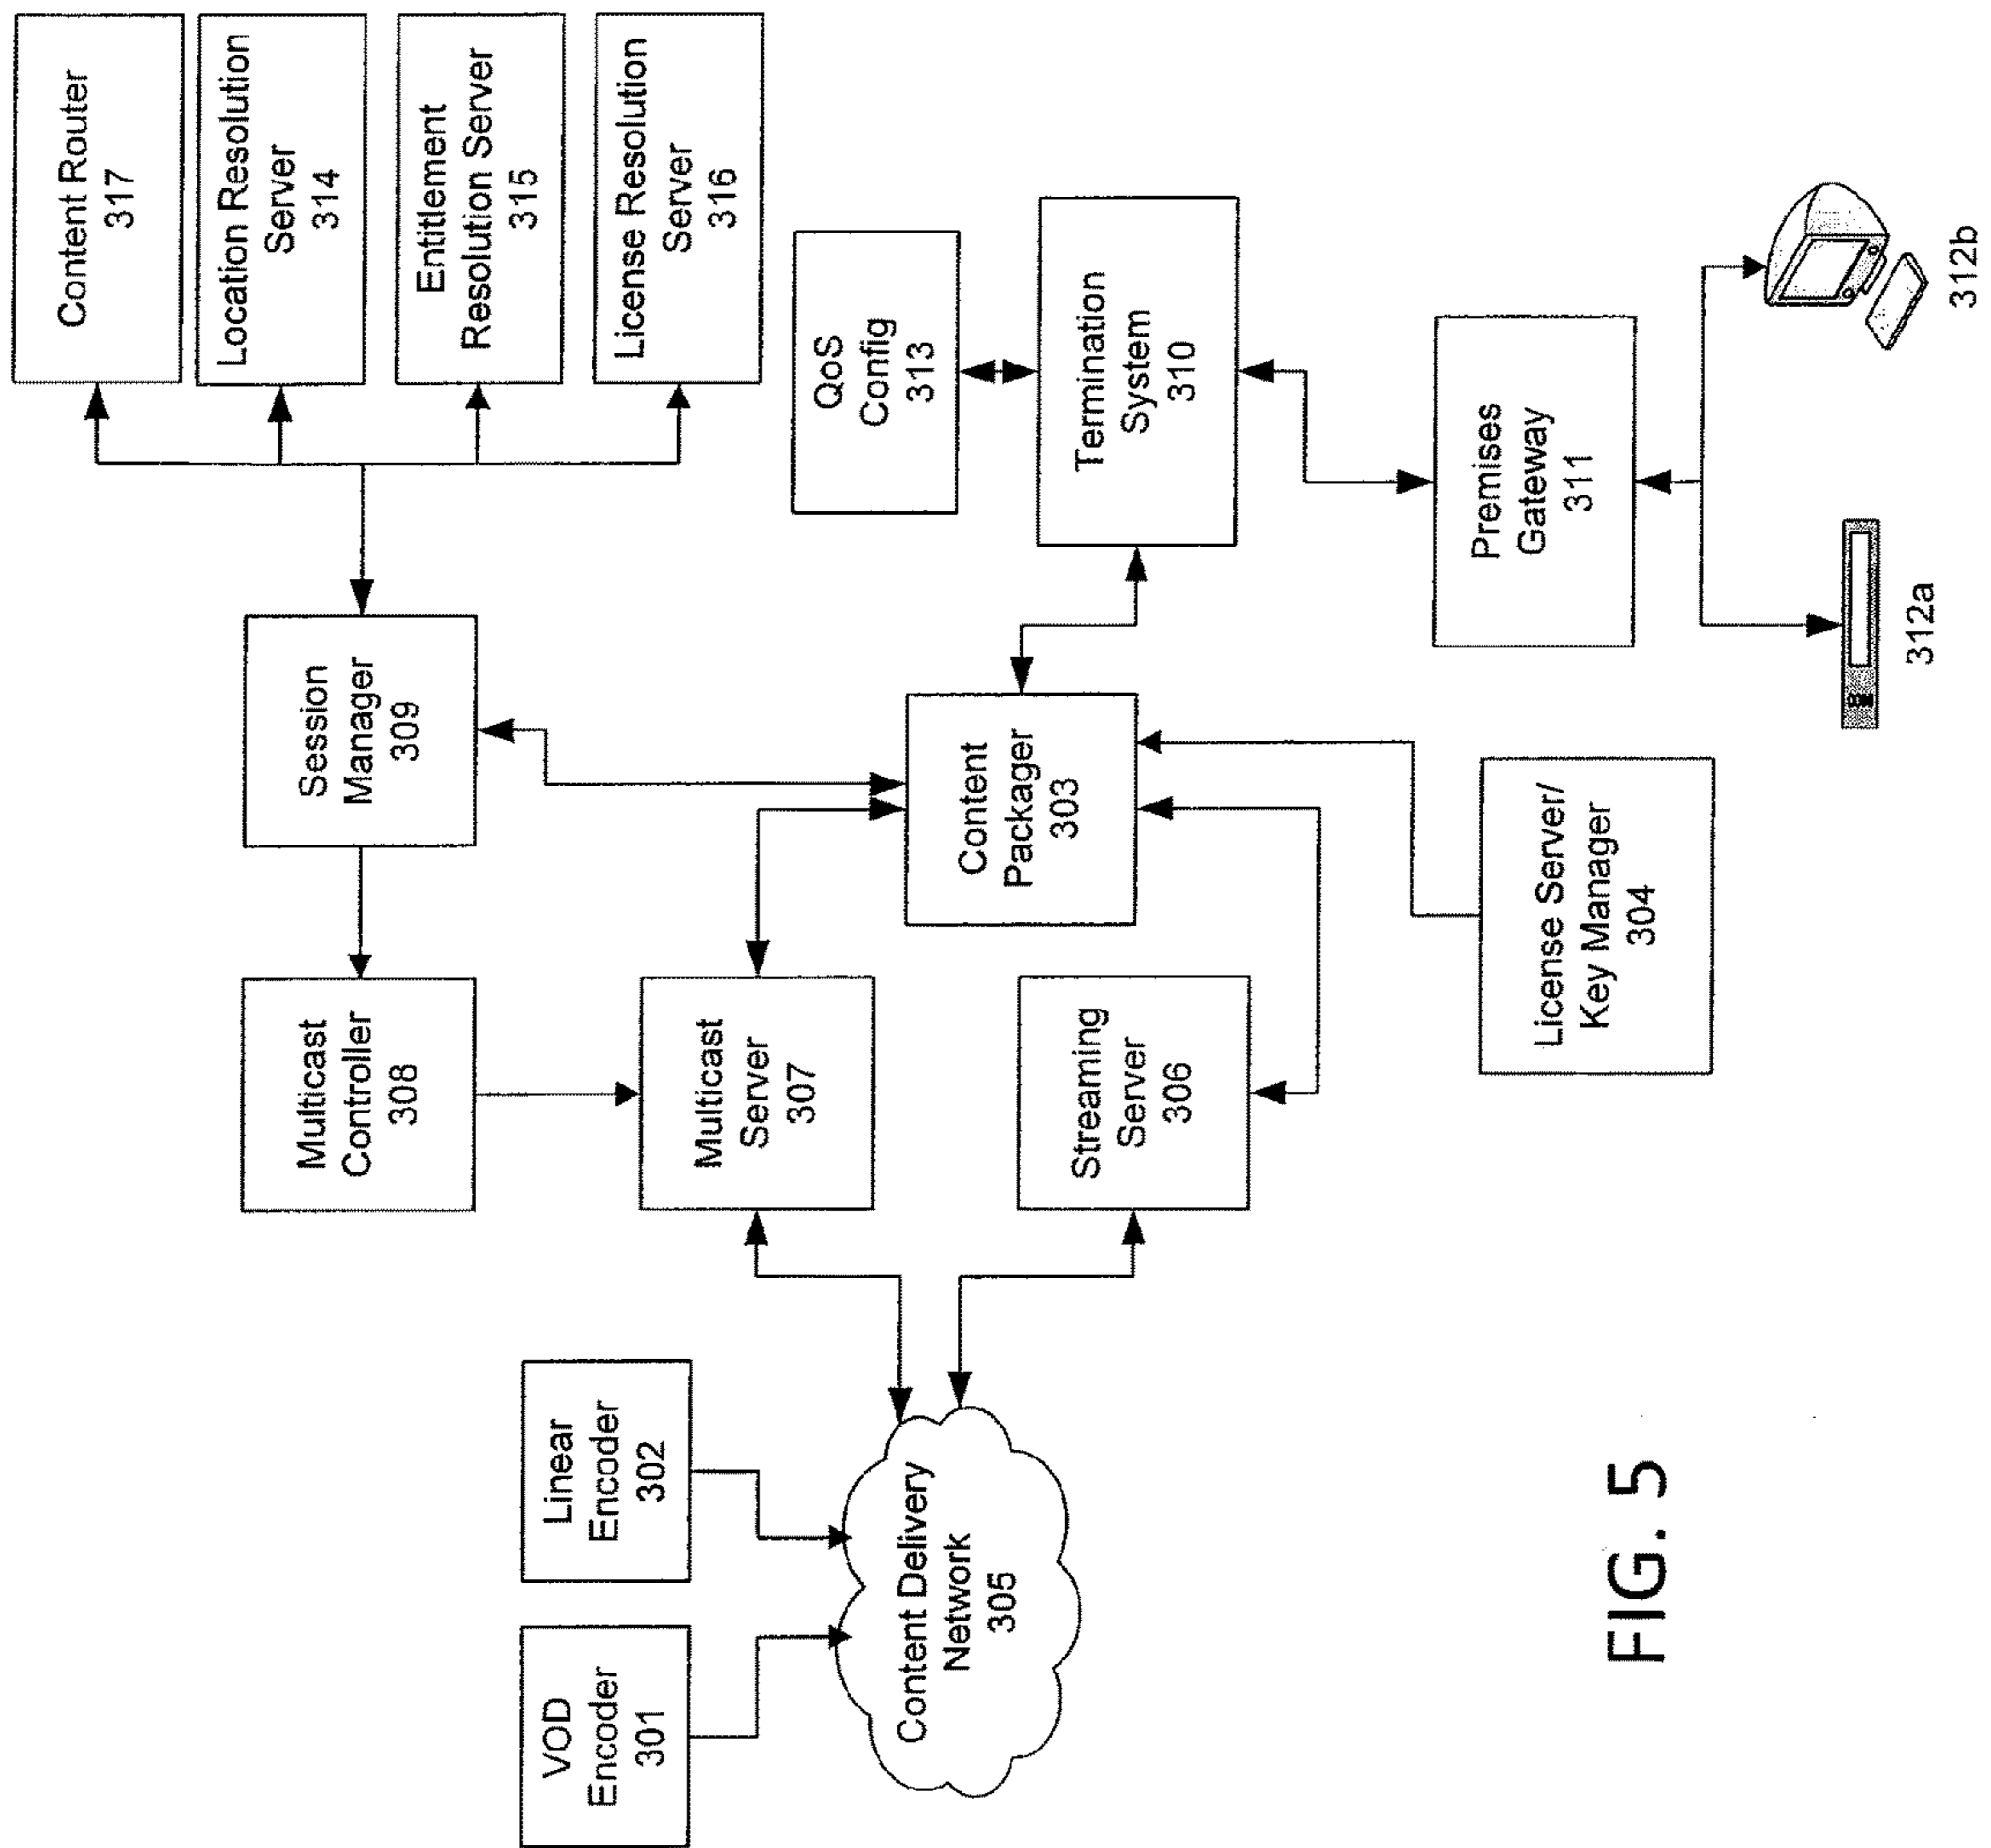 VOD
Encoder
301
Linear
Encoder
302
Content Delivery
Network
305
Multicast
Controller
308
Multicast
Server
307
Streaming
Server
306
Session
Manager
309
Content
Packager
303
License Server/
Key Manager
304
Content Router
317
Location Resolution
Server
314
Entitlement
Resolution Server
315
License Resolution
Server
316
QoS
Config
313
Termination
System
310
Premises
Gateway
311
312a
312b
FIG. 5